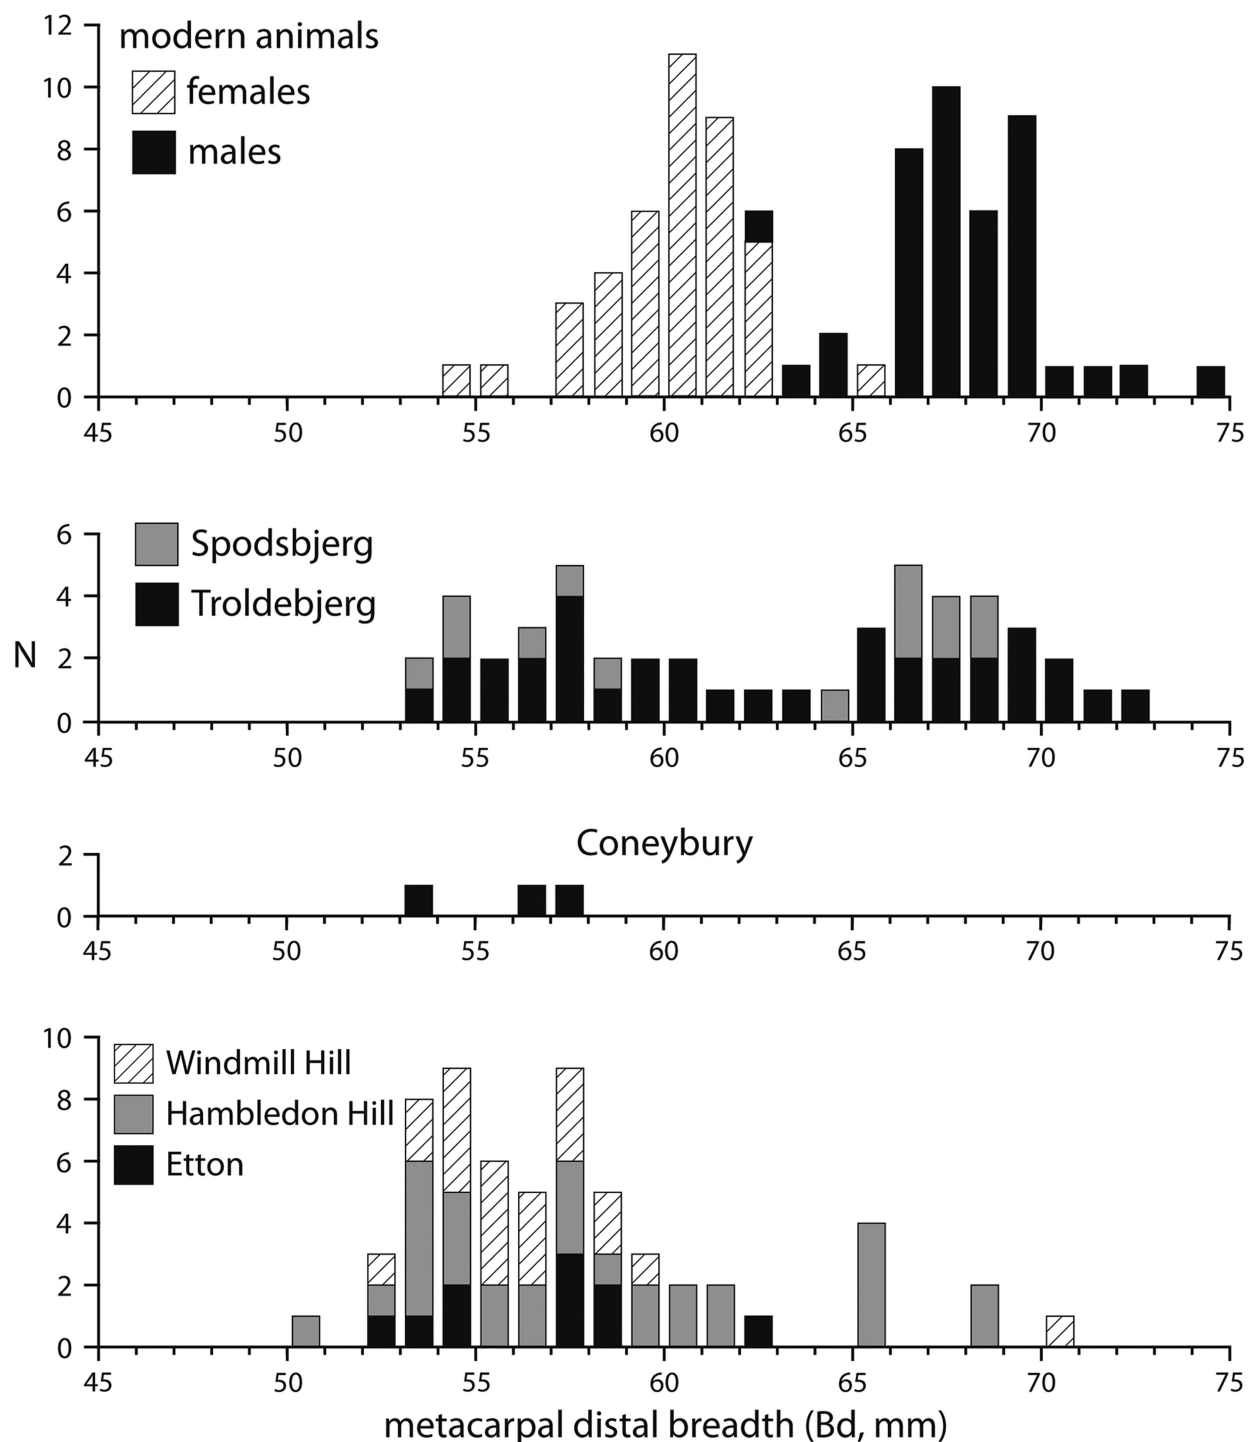 modern animals
females
males
12
10
8
6
4
2
0
45 50 55 60 65 70 75
Spodsbjerg
Troldebjerg
6
4
2
0
N
45 50 55 60 65 70 75
Coneybury
2
0
45 50 55 60 65 70 75
Windmill Hill
Hambledon Hill
Etton
10
8
6
4
2
0
45 50 55 60 65 70 75
metacarpal distal breadth (Bd, mm)